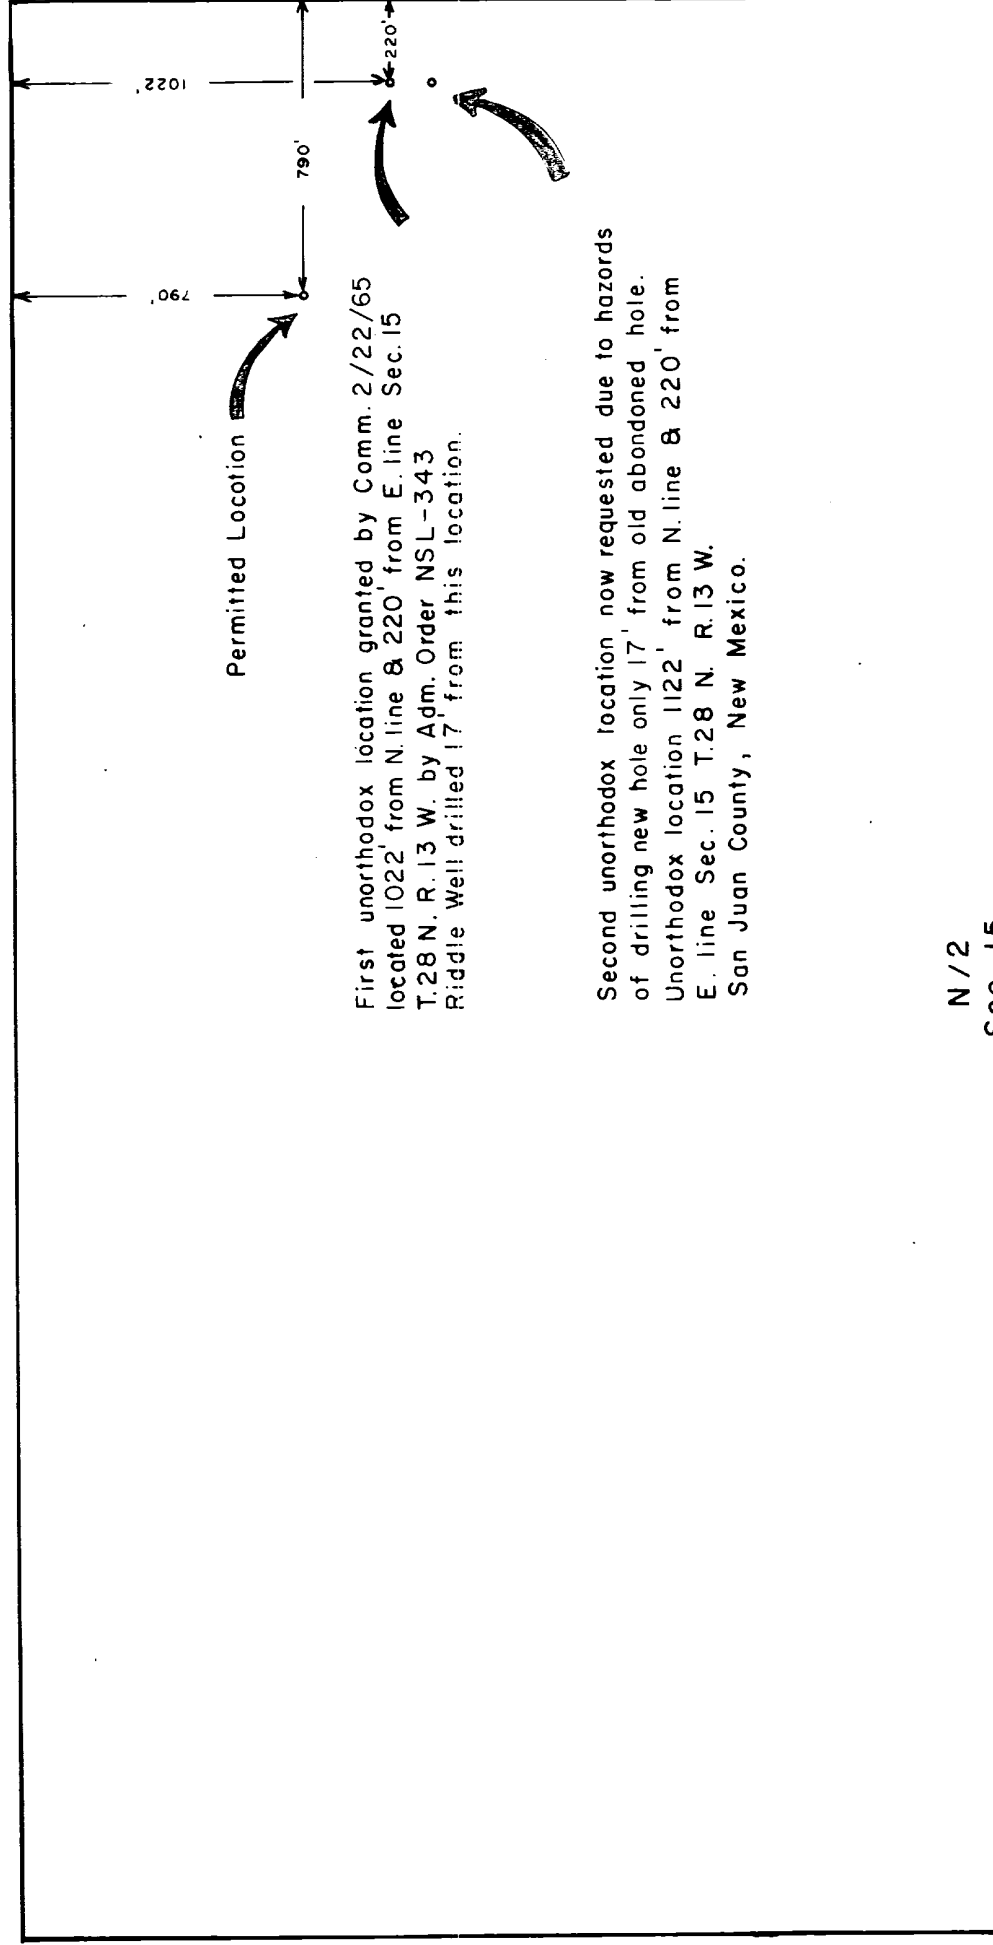 1022'
220'
790'
790'
Permitted Location
First unorthodox location granted by Comm. 2/22/65
located 1022' from N. line & 220' from E. line Sec. 15
T.28 N. R. 13 W. by Adm. Order NSL-343
Riddle Well drilled 17' from this location.
Second unorthodox location now requested due to hazords
of drilling new hole only 17' from old abondoned hole.
Unorthodox location 1122' from N. line & 220' from
E. line Sec. 15 T.28 N. R. 13 W.
San Juan County, New Mexico.
N/2